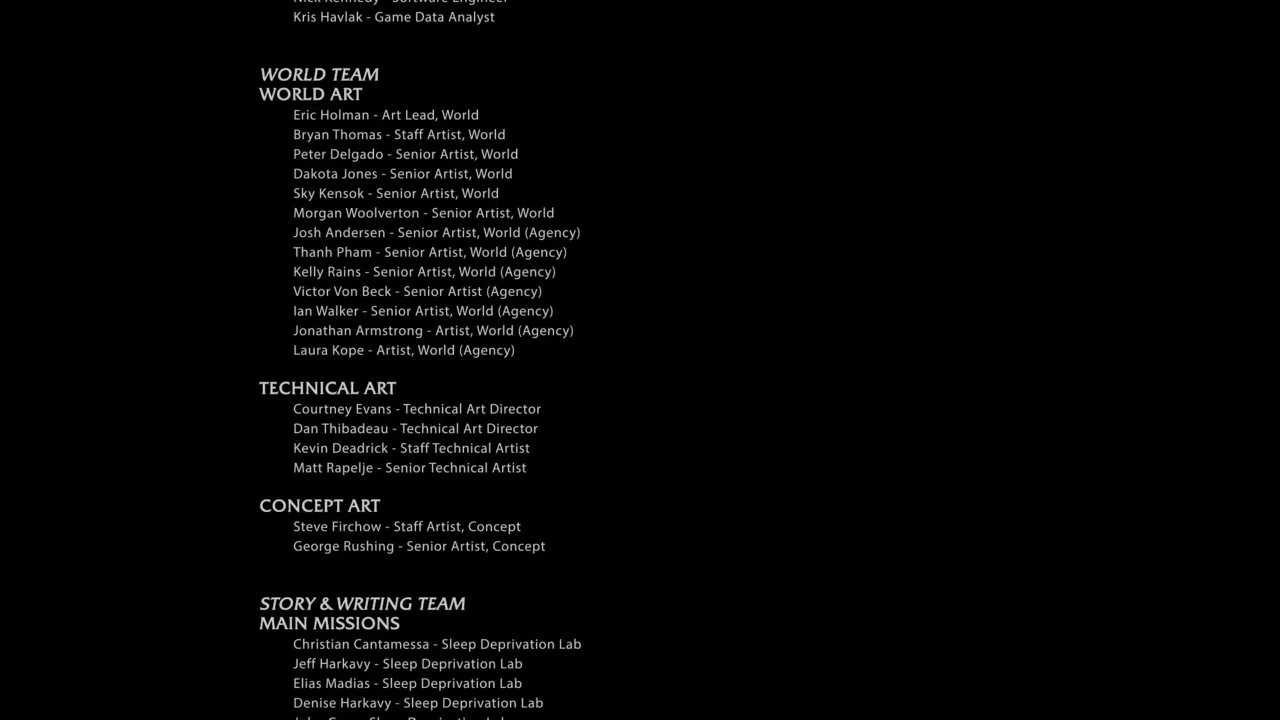 Kris Havlak - Game Data Analyst
WORLD TEAM
WORLD ART
Eric Holman - Art Lead, World
Bryan Thomas - Staff Artist, World
Peter Delgado - Senior Artist, World
Dakota Jones - Senior Artist, World
Sky Kensok - Senior Artist, World
Morgan Woolverton - Senior Artist, World
Josh Andersen - Senior Artist, World (Agency)
Thanh Pham - Senior Artist, World (Agency)
Kelly Rains - Senior Artist, World (Agency)
Victor Von Beck - Senior Artist (Agency)
Ian Walker - Senior Artist, World (Agency)
Jonathan Armstrong - Artist, World (Agency)
Laura Kope - Artist, World (Agency)
TECHNICAL ART
Courtney Evans - Technical Art Director
Dan Thibadeau - Technical Art Director
Kevin Deadrick - Staff Technical Artist
Matt Rapelje - Senior Technical Artist
CONCEPT ART
Steve Firchow - Staff Artist, Concept
George Rushing - Senior Artist, Concept
STORY & WRITING TEAM
MAIN MISSIONS
Christian Cantamessa - Sleep Deprivation Lab
Jeff Harkavy - Sleep Deprivation Lab
Elias Madias - Sleep Deprivation Lab
Denise Harkavy - Sleep Deprivation Lab